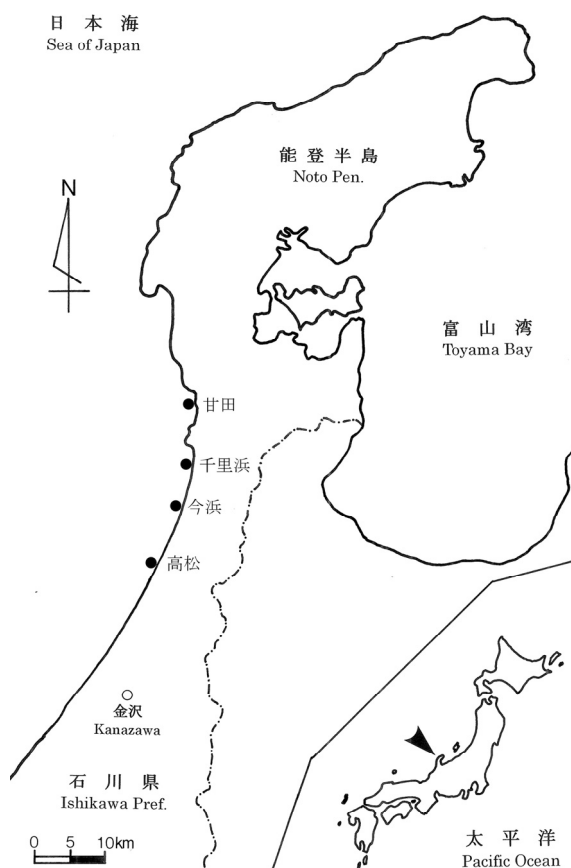 日本海
Sea of Japan
N
能登半島
Noto Pen.
富山湾
Toyama Bay
甘田
千里浜
今浜
高松
金沢
Kanazawa
石川県
Ishikawa Pref.
0 5 10km
太平洋
Pacific Ocean